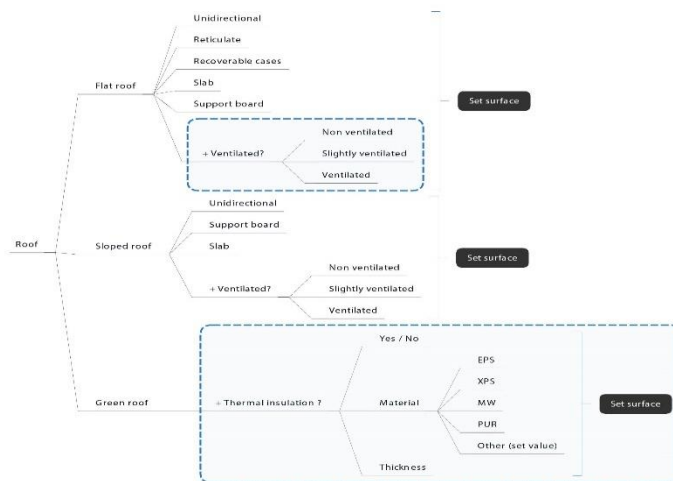 Unidirectional
Reticulate
Recoverable cases
Flat roof
Slab
Set surface
Support board
Non ventilated
+ Ventilated?
Slightly ventilated
Ventilated
Unidirectional
Support board
Roof
Sloped roof
Slab
Set surface
Non ventilated
+ Ventilated?
Slightly ventilated
Ventilated
Yes / No
EPS
XPS
Green roof
+ Thermal insulation ?
Material
MW
Set surface
PUR
Other (set value)
Thickness